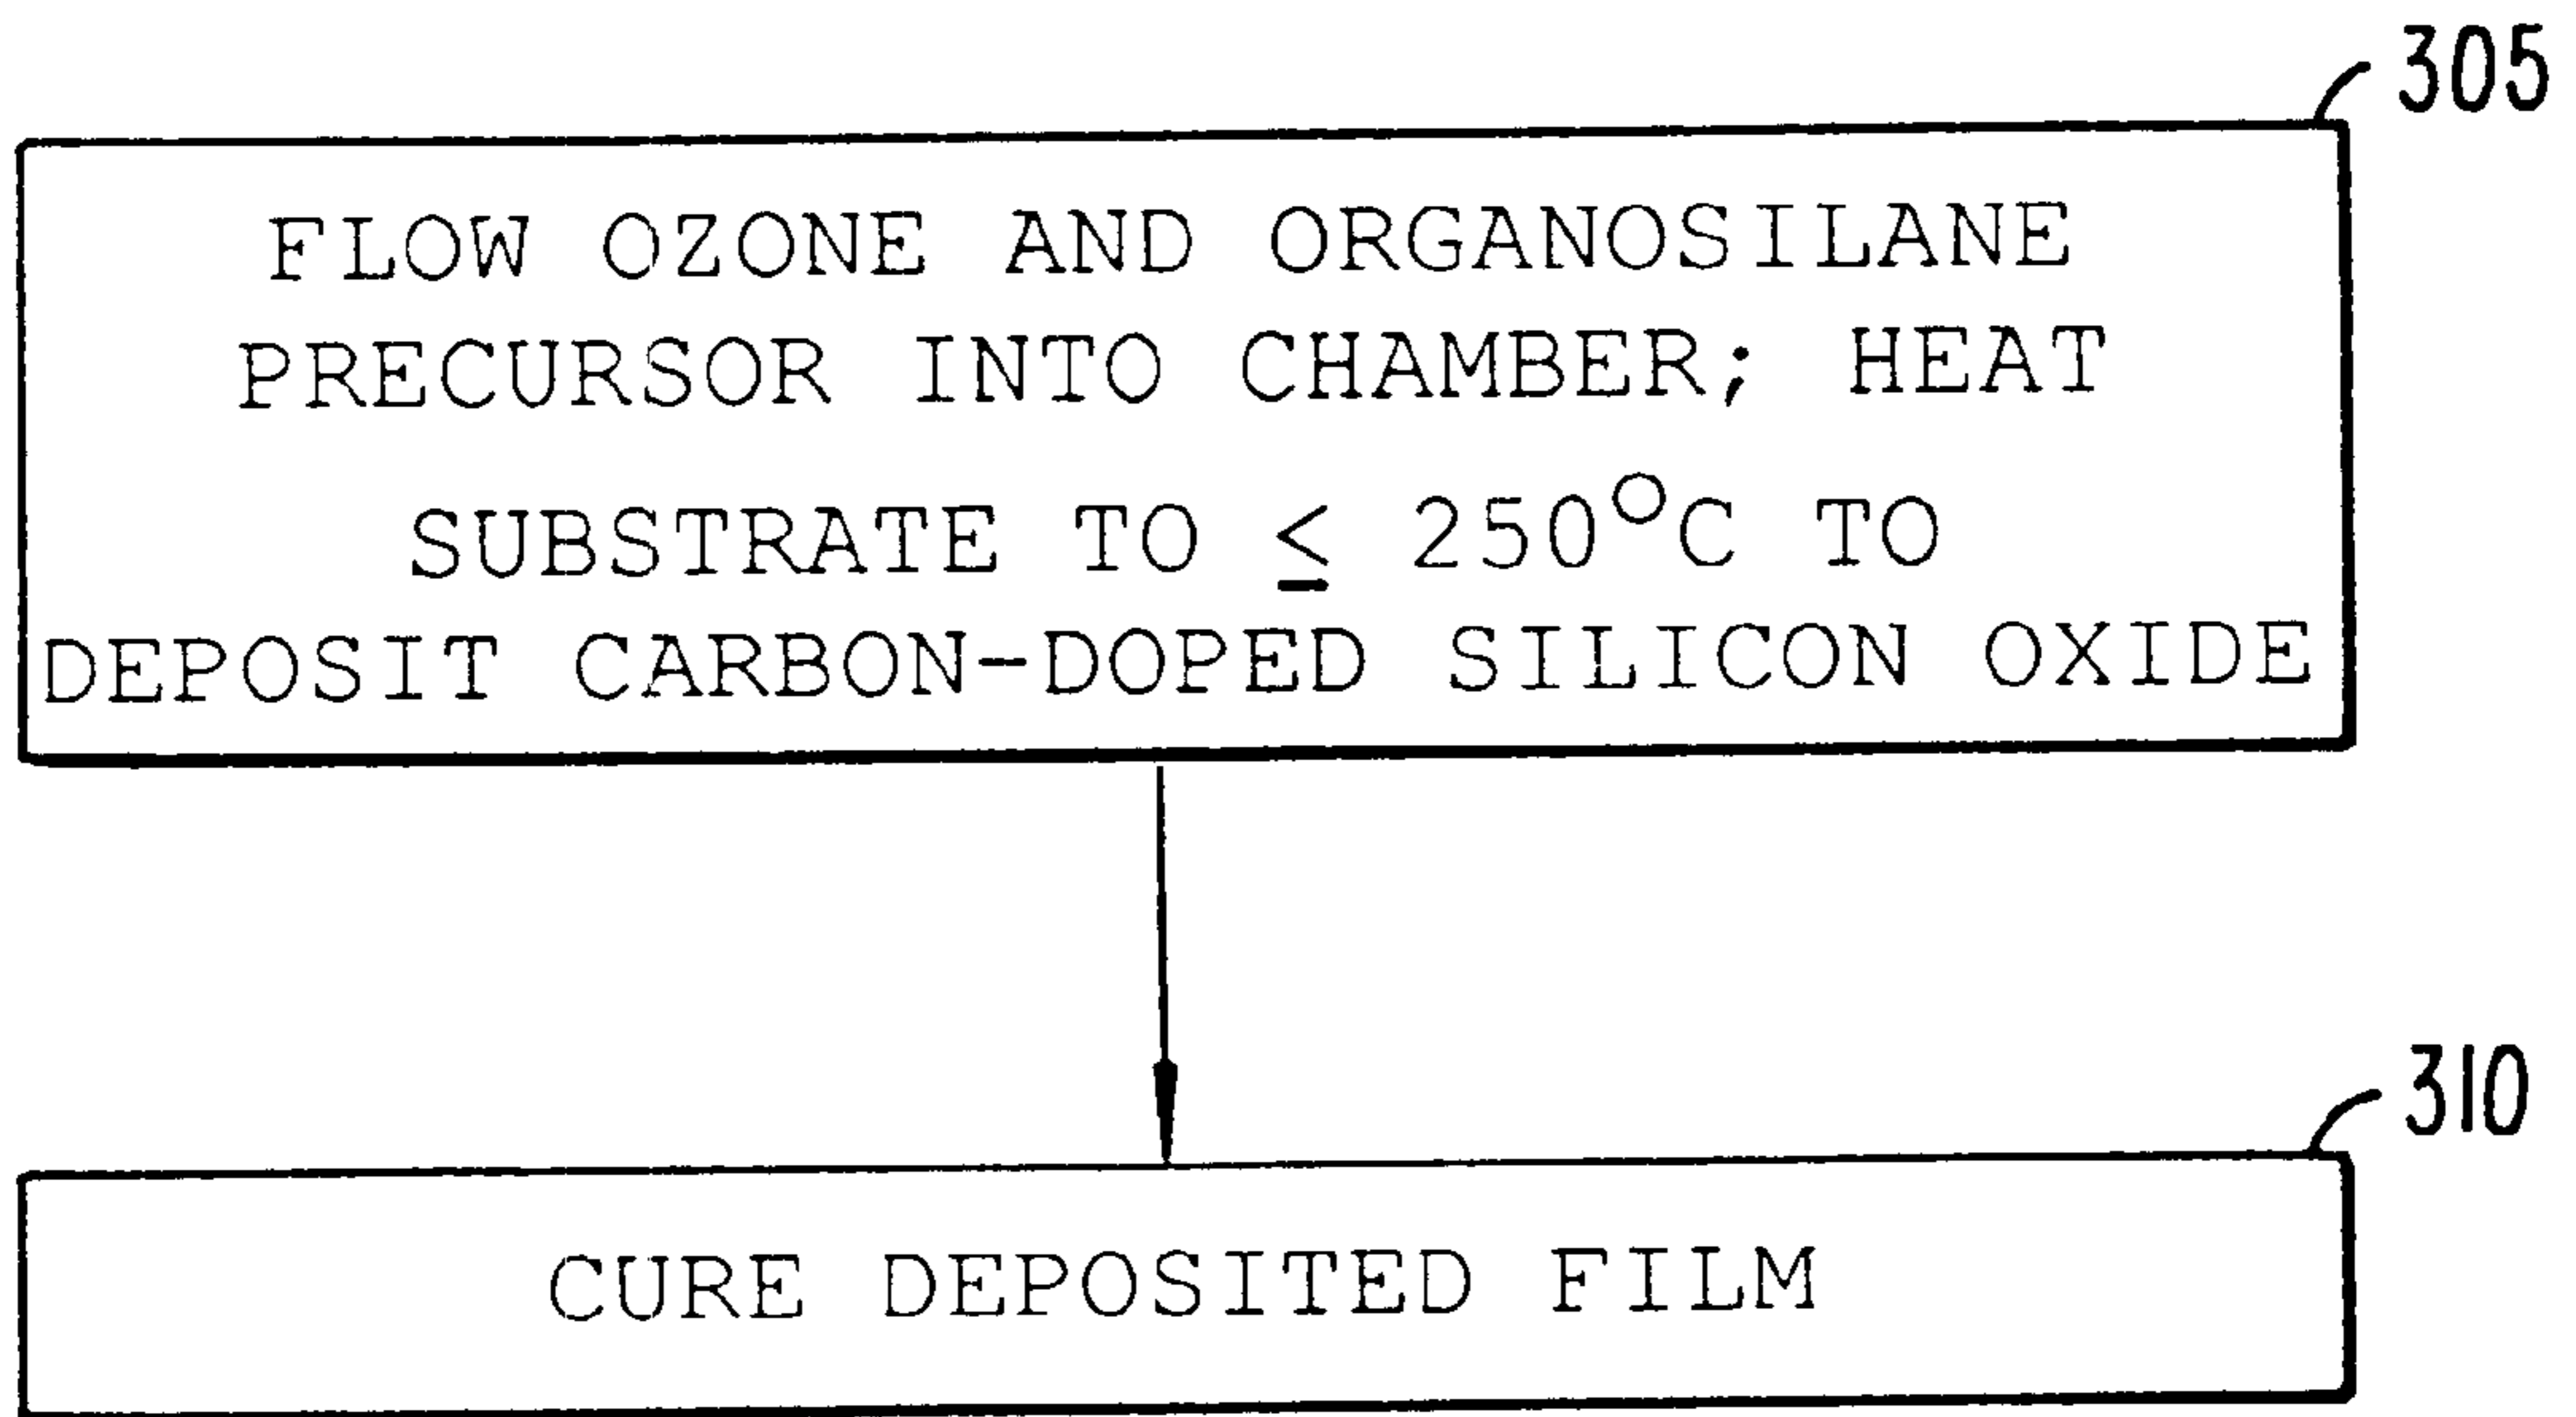 305
FLOW OZONE AND ORGANOSILANE
PRECURSOR INTO CHAMBER; HEAT
SUBSTRATE TO ≤ 250°C TO
DEPOSIT CARBON-DOPED SILICON OXIDE
310
CURE DEPOSITED FILM